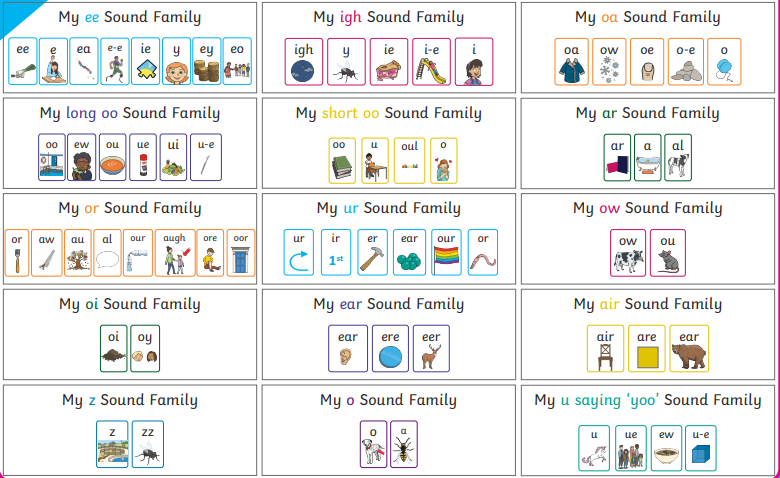 My ee Sound Family
ee e ea e-e ie y ey eo
My igh Sound Family
igh y ie i-e i
My oa Sound Family
oa ow oe o-e o
My long oo Sound Family
oo ew ou ue ui u-e
My short oo Sound Family
oo u oul o
My ar Sound Family
ar a al
My or Sound Family
or aw au al our augh ore oor
My ur Sound Family
ur ir er ear our or
1st
My ow Sound Family
ow ou
My oi Sound Family
oi oy
My ear Sound Family
ear ere eer
My air Sound Family
air are ear
My z Sound Family
z zz
My o Sound Family
o a
My u saying ‘yoo’ Sound Family
u ue ew u-e